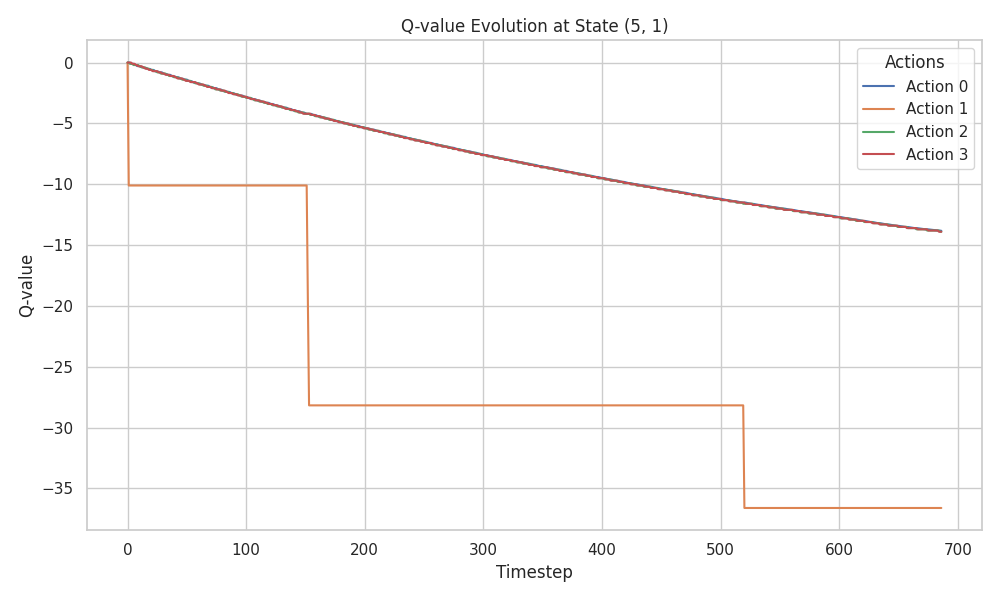 Q-value Evolution at State (5, 1)
Actions
Action 0
Action 1
Action 2
Action 3
Q-value
0
−5
−10
−15
−20
−25
−30
−35
0 100 200 300 400 500 600 700
Timestep